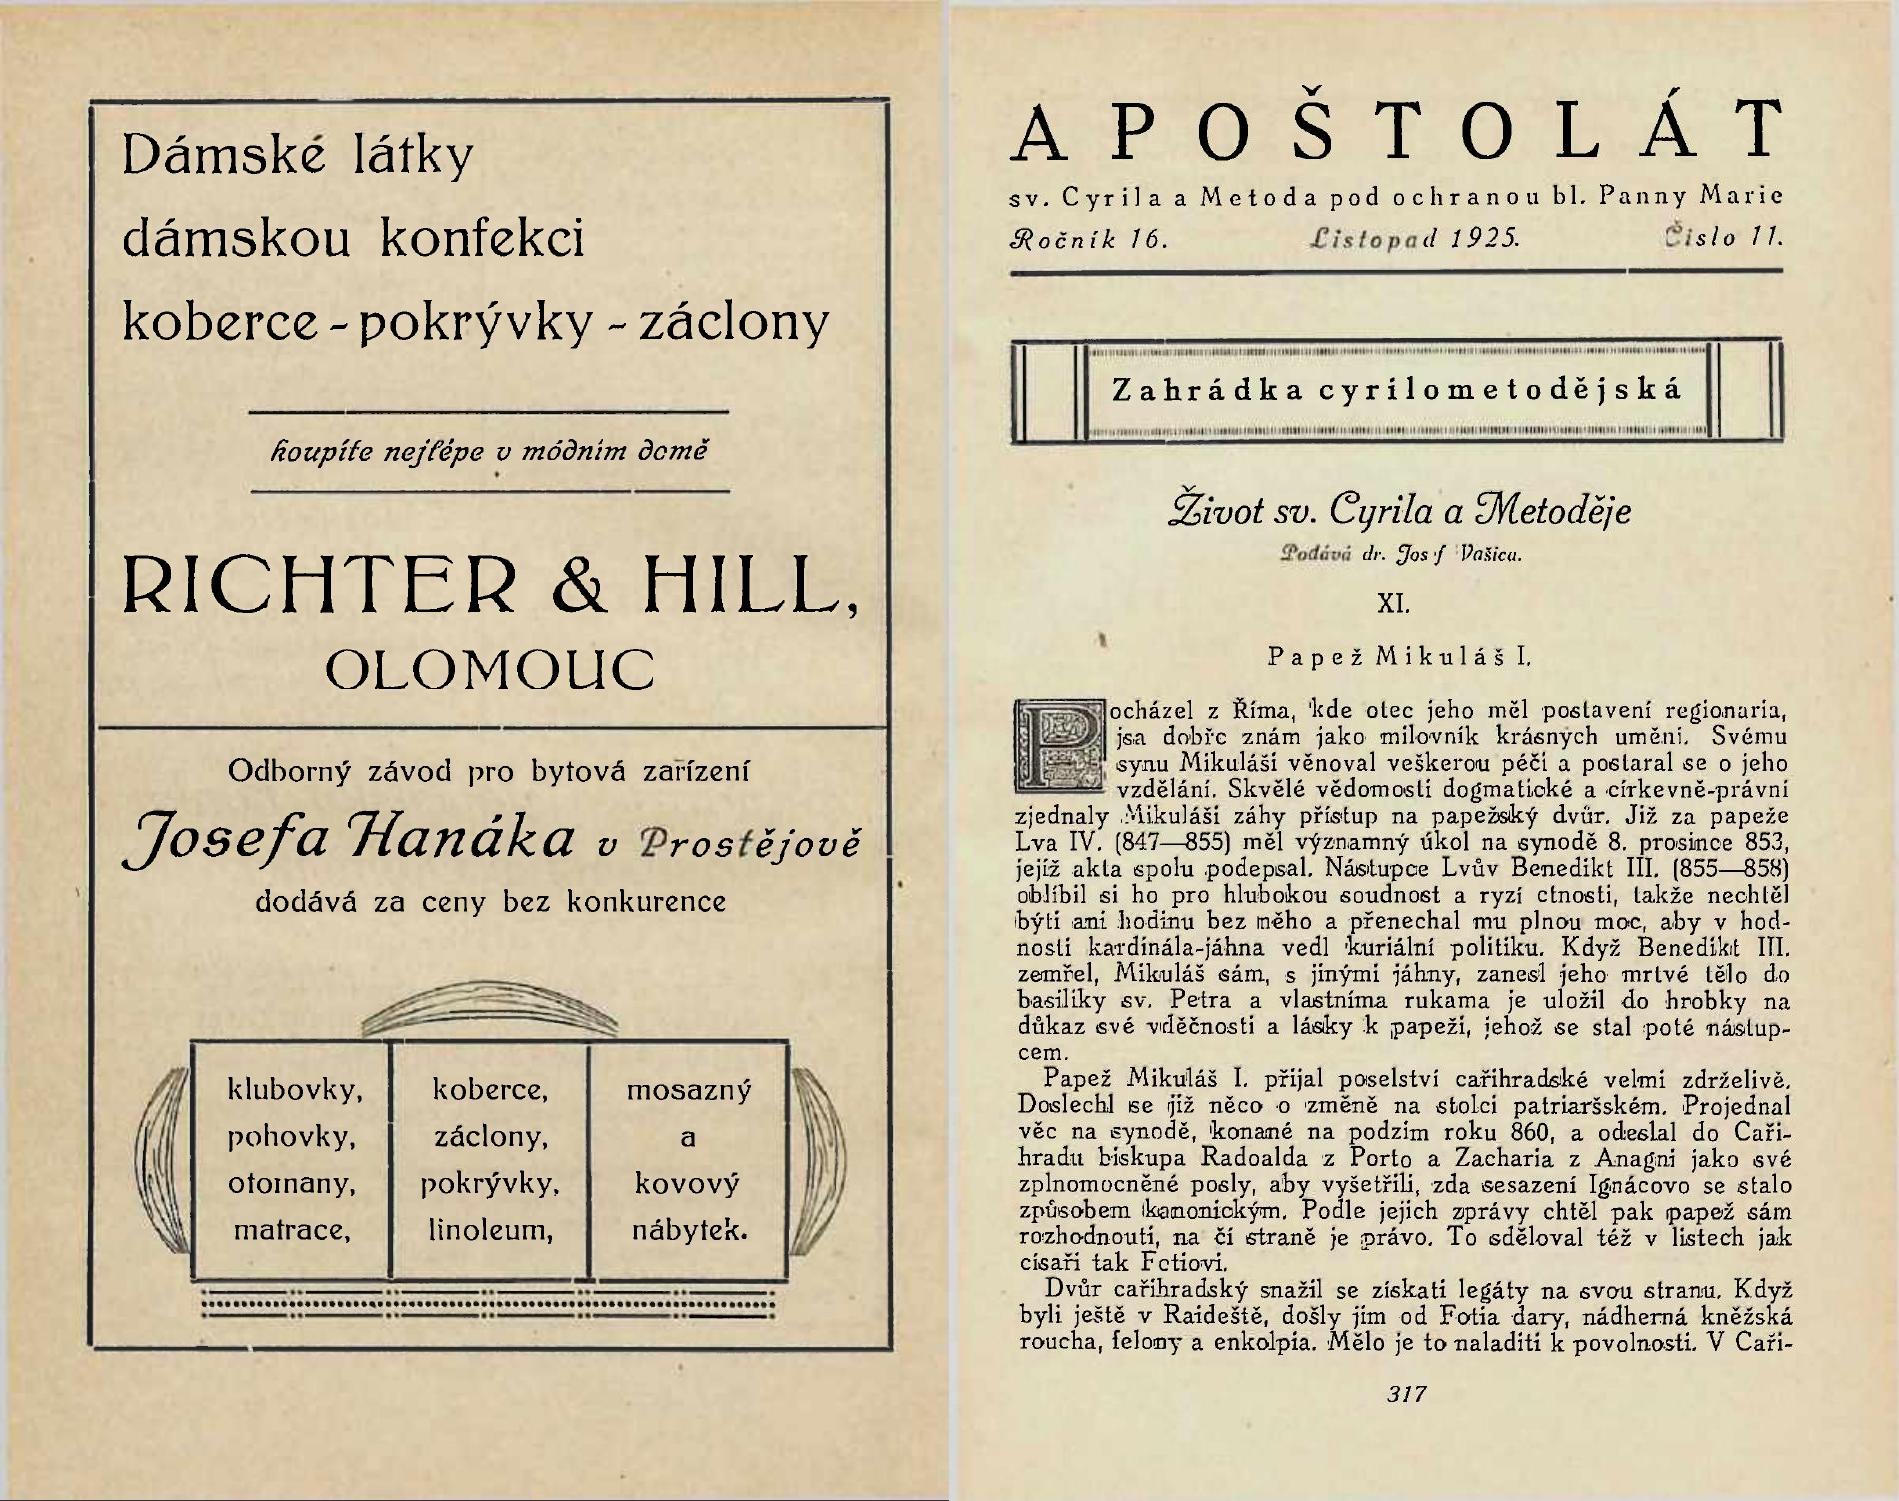 Dámské látky
dámskou konfekci
koberce - pokrývky - záclony
koupíte nejlépe v módním domě
RICHTER & HILL,
OLOMOUC
Odborný závod pro bytová zařízení
Josefa Hanáka v Prostějově
dodává za ceny bez konkurence
klubovky,
pohovky,
otomany,
matrace,
koberce,
záclony,
pokrývky,
linoleum,
mosazný
a
kovový
nábytek.
APOŠTOLÁT
sv. Cyrila a Metoda pod ochranou bl. Panny Marie
Ročník 16. Listopad 1925. Číslo 11.
Zahrádka cyrilometodějská
Život sv. Cyrila a Metoděje
Podává dr. Josef Vašica.
XI.
Papež Mikuláš I.
Pocházel z Říma, kde otec jeho měl postavení regionaria,
jsa dobře znám jako milovník krásných umění. Svému
synu Mikuláši věnoval veškerou péči a postaral se o jeho
vzdělání. Skvělé vědomosti dogmatické a církevně-právní
zjednaly Mikuláši záhy přístup na papežský dvůr. Již za papeže
Lva IV. (847—855) měl významný úkol na synodě 8. prosince 853,
jejíž akta spolu podepsal. Nástupce Lvův Benedikt III. (855—858)
oblíbil si ho pro hlubokou soudnost a ryzí ctnosti, takže nechtěl
býti ani hodinu bez něho a přenechal mu plnou moc, aby v hod-
nosti kardinála-jáhna vedl kuriální politiku. Když Benedikt III.
zemřel, Mikuláš sám, s jinými jáhny, zanesl jeho mrtvé tělo do
basiliky sv. Petra a vlastníma rukama je uložil do hrobky na
důkaz své vděčnosti a lásky k papeži, jehož se stal poté nástup-
cem.
Papež Mikuláš I. přijal poselství cařihradské velmi zdrželivě.
Doslechl se již něco o změně na stolci patriaršském. Projednal
věc na synodě, konané na podzim roku 860, a odeslal do Caři-
hradu biskupa Radoalda z Porto a Zacharia z Anagni jako své
zplnomocněné posly, aby vyšetřili, zda sesazení Ignácovo se stalo
způsobem kanonickým. Podle jejich zprávy chtěl pak papež sám
rozhodnouti, na čí straně je právo. To sděloval též v listech jak
císaři tak Fotiovi.
Dvůr cařihradský snažil se získati legáty na svou stranu. Když
byli ještě v Raideště, došly jim od Fotia dary, nádherná kněžská
roucha, felony a enkolpia. Mělo je to naladiti k povolnosti. V Caři-
317